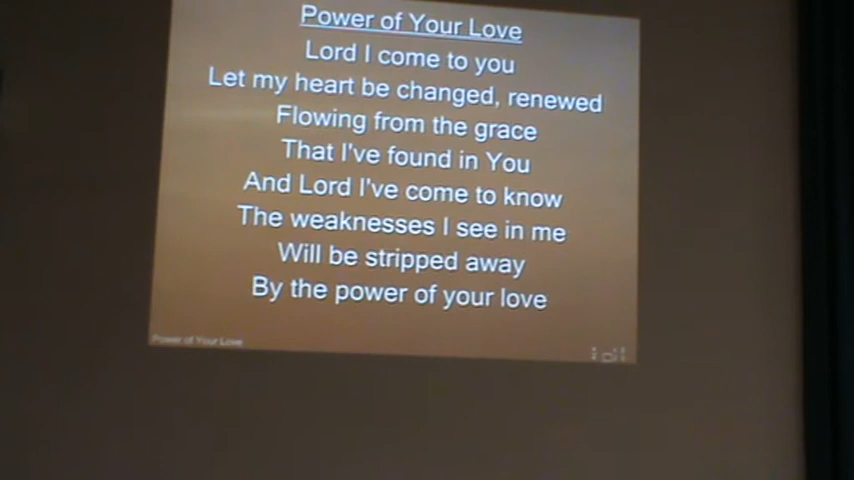 Power of Your Love
Lord I come to you
Let my heart be changed, renewed
Flowing from the grace
That I've found in You
And Lord I've come to know
The weaknesses I see in me
Will be stripped away
By the power of your love
Power of Your Love